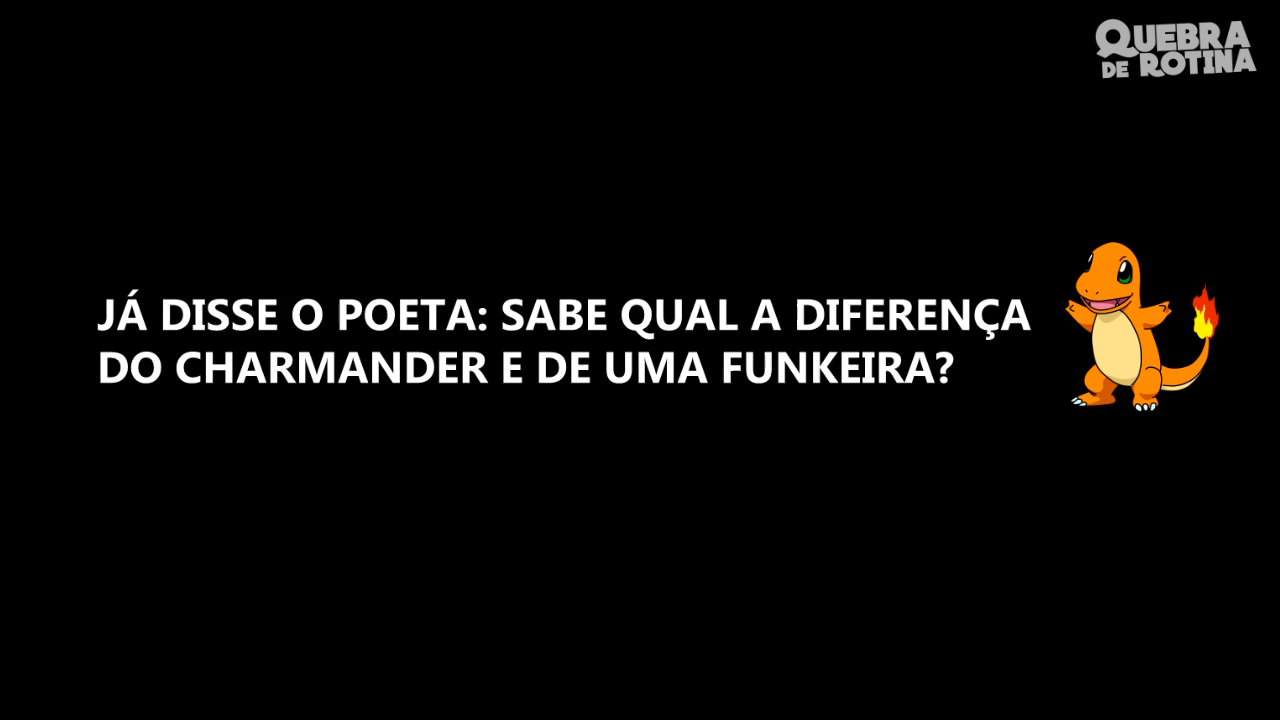 QUEBRA
DE ROTINA
JÁ DISSE O POETA: SABE QUAL A DIFERENÇA
DO CHARMANDER E DE UMA FUNKEIRA?